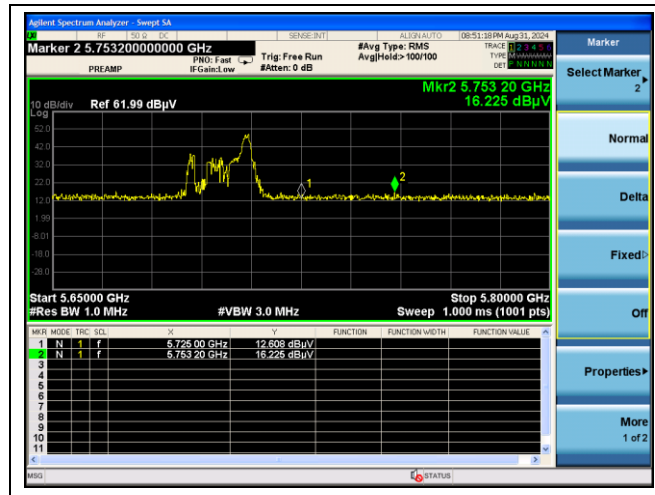 Agilent Spectrum Analyzer - Swept SA
RF 50 Ω DC SENSE:INT ALIGN AUTO 08:51:18 PM Aug 31, 2024
Marker 2 5.753200000000 GHz
#Avg Type: RMS
TRACE 1 2 3 4 5 6
PNO: Fast Trig: Free Run Avg|Hold:> 100/100 TYPE
PREAMP IFGain:Low #Atten: 0 dB DET P N N N N N
Mkr2 5.753 20 GHz
10 dB/div Ref 61.99 dBµV 16.225 dBµV
Log
52.0
42.0
32.0
22.0
12.0
1.99
-8.01
-18.0
-28.0
1
2
Start 5.65000 GHz Stop 5.80000 GHz
#Res BW 1.0 MHz #VBW 3.0 MHz Sweep 1.000 ms (1001 pts)
MKR MODE TRC SCL X Y FUNCTION FUNCTION WIDTH FUNCTION VALUE
1 N 1 f 5.725 00 GHz 12.608 dBµV
2 N 1 f 5.753 20 GHz 16.225 dBµV
3
4
5
6
7
8
9
10
11
MSG STATUS
Marker
Select Marker
2
Normal
Delta
Fixed
Off
Properties
More
1 of 2